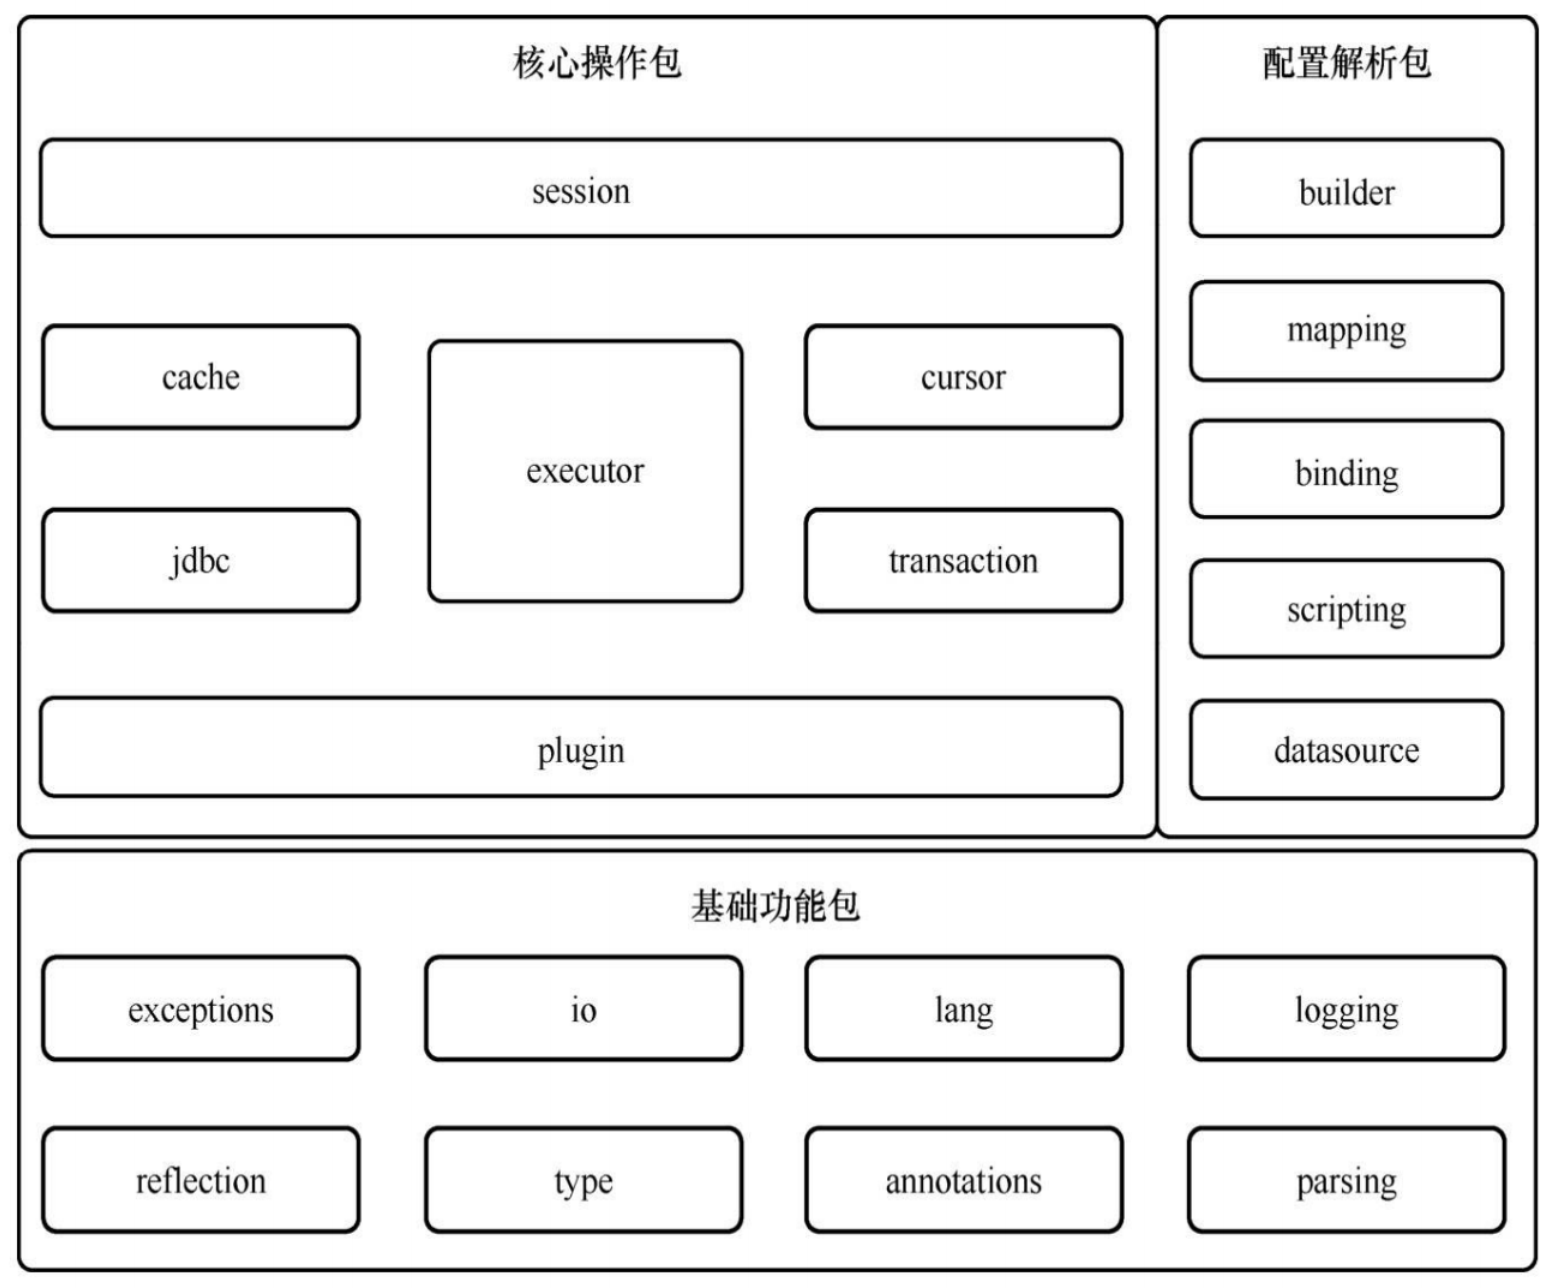 核心操作包
session
cache
executor
cursor
jdbc
transaction
plugin
配置解析包
builder
mapping
binding
scripting
datasource
基础功能包
exceptions
io
lang
logging
reflection
type
annotations
parsing